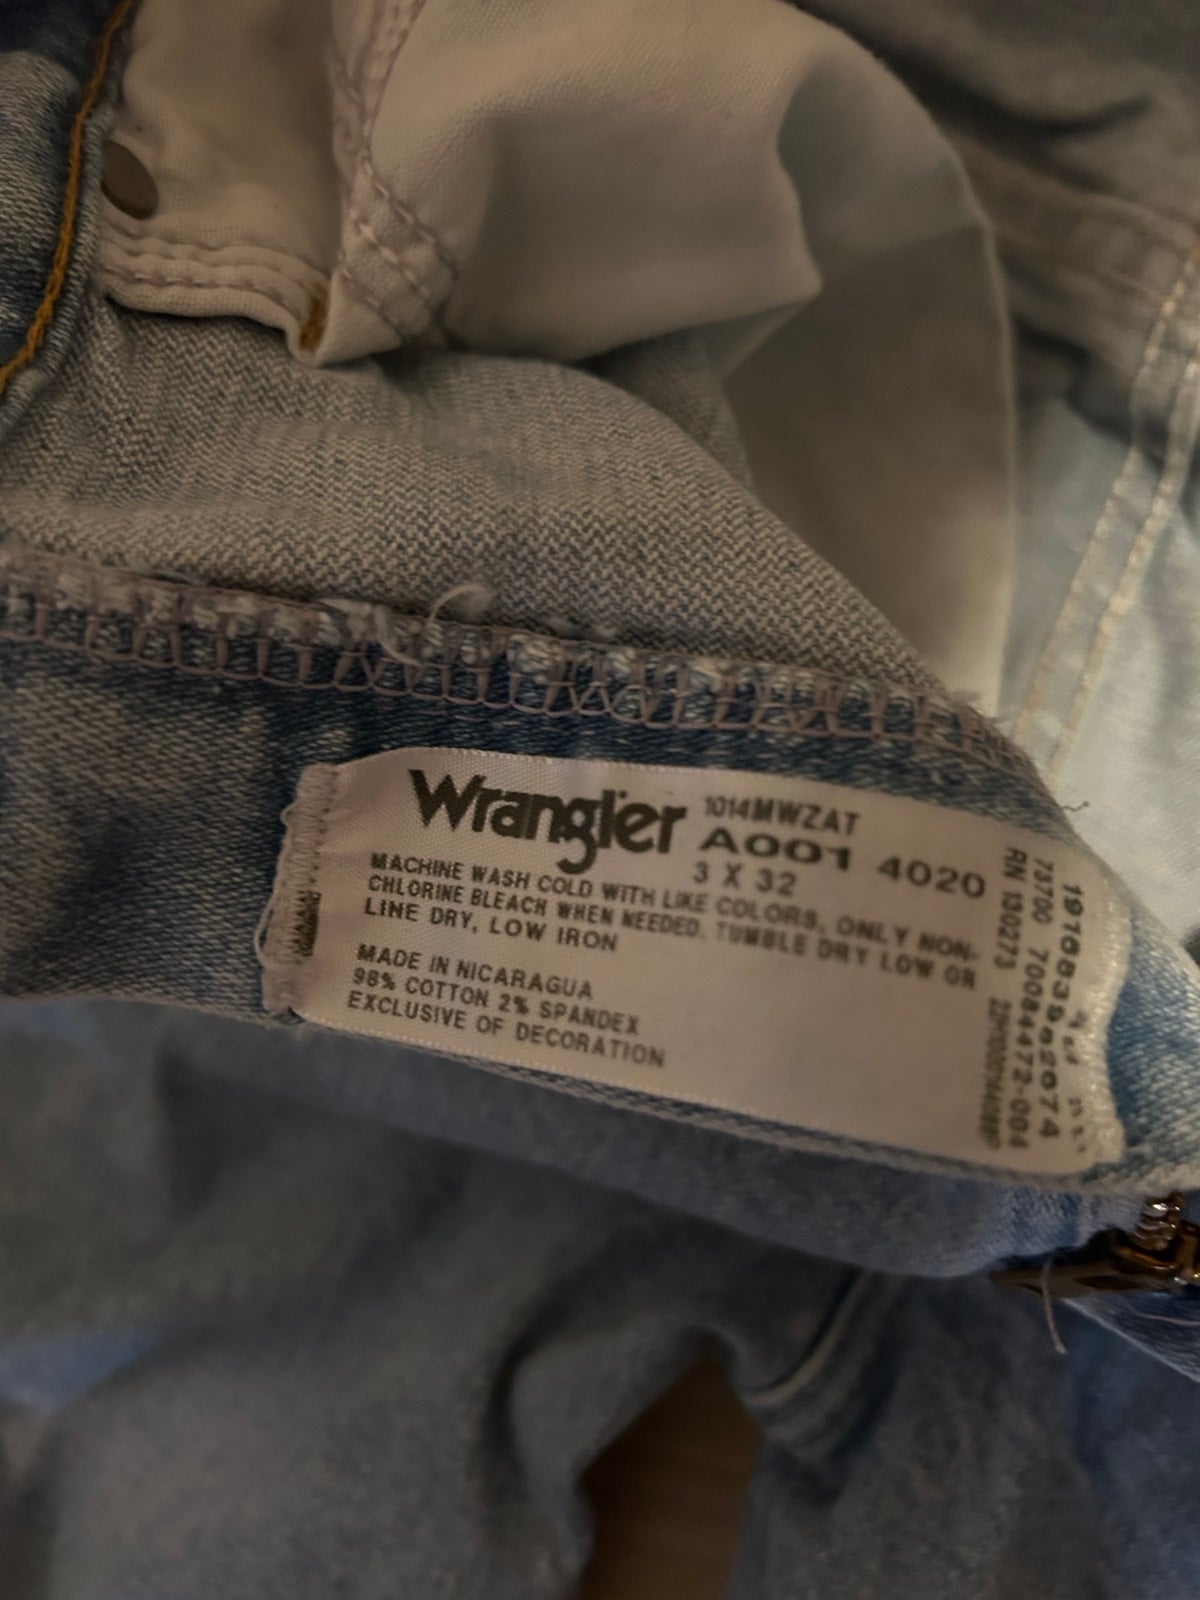 Wrangler
1014MWZAT
A001 4020
3 X 32
MACHINE WASH COLD WITH LIKE COLORS, ONLY NON-
CHLORINE BLEACH WHEN NEEDED, TUMBLE DRY LOW OR
LINE DRY, LOW IRON
MADE IN NICARAGUA
98% COTTON 2% SPANDEX
EXCLUSIVE OF DECORATION
73700 70084472-004
RN 130273